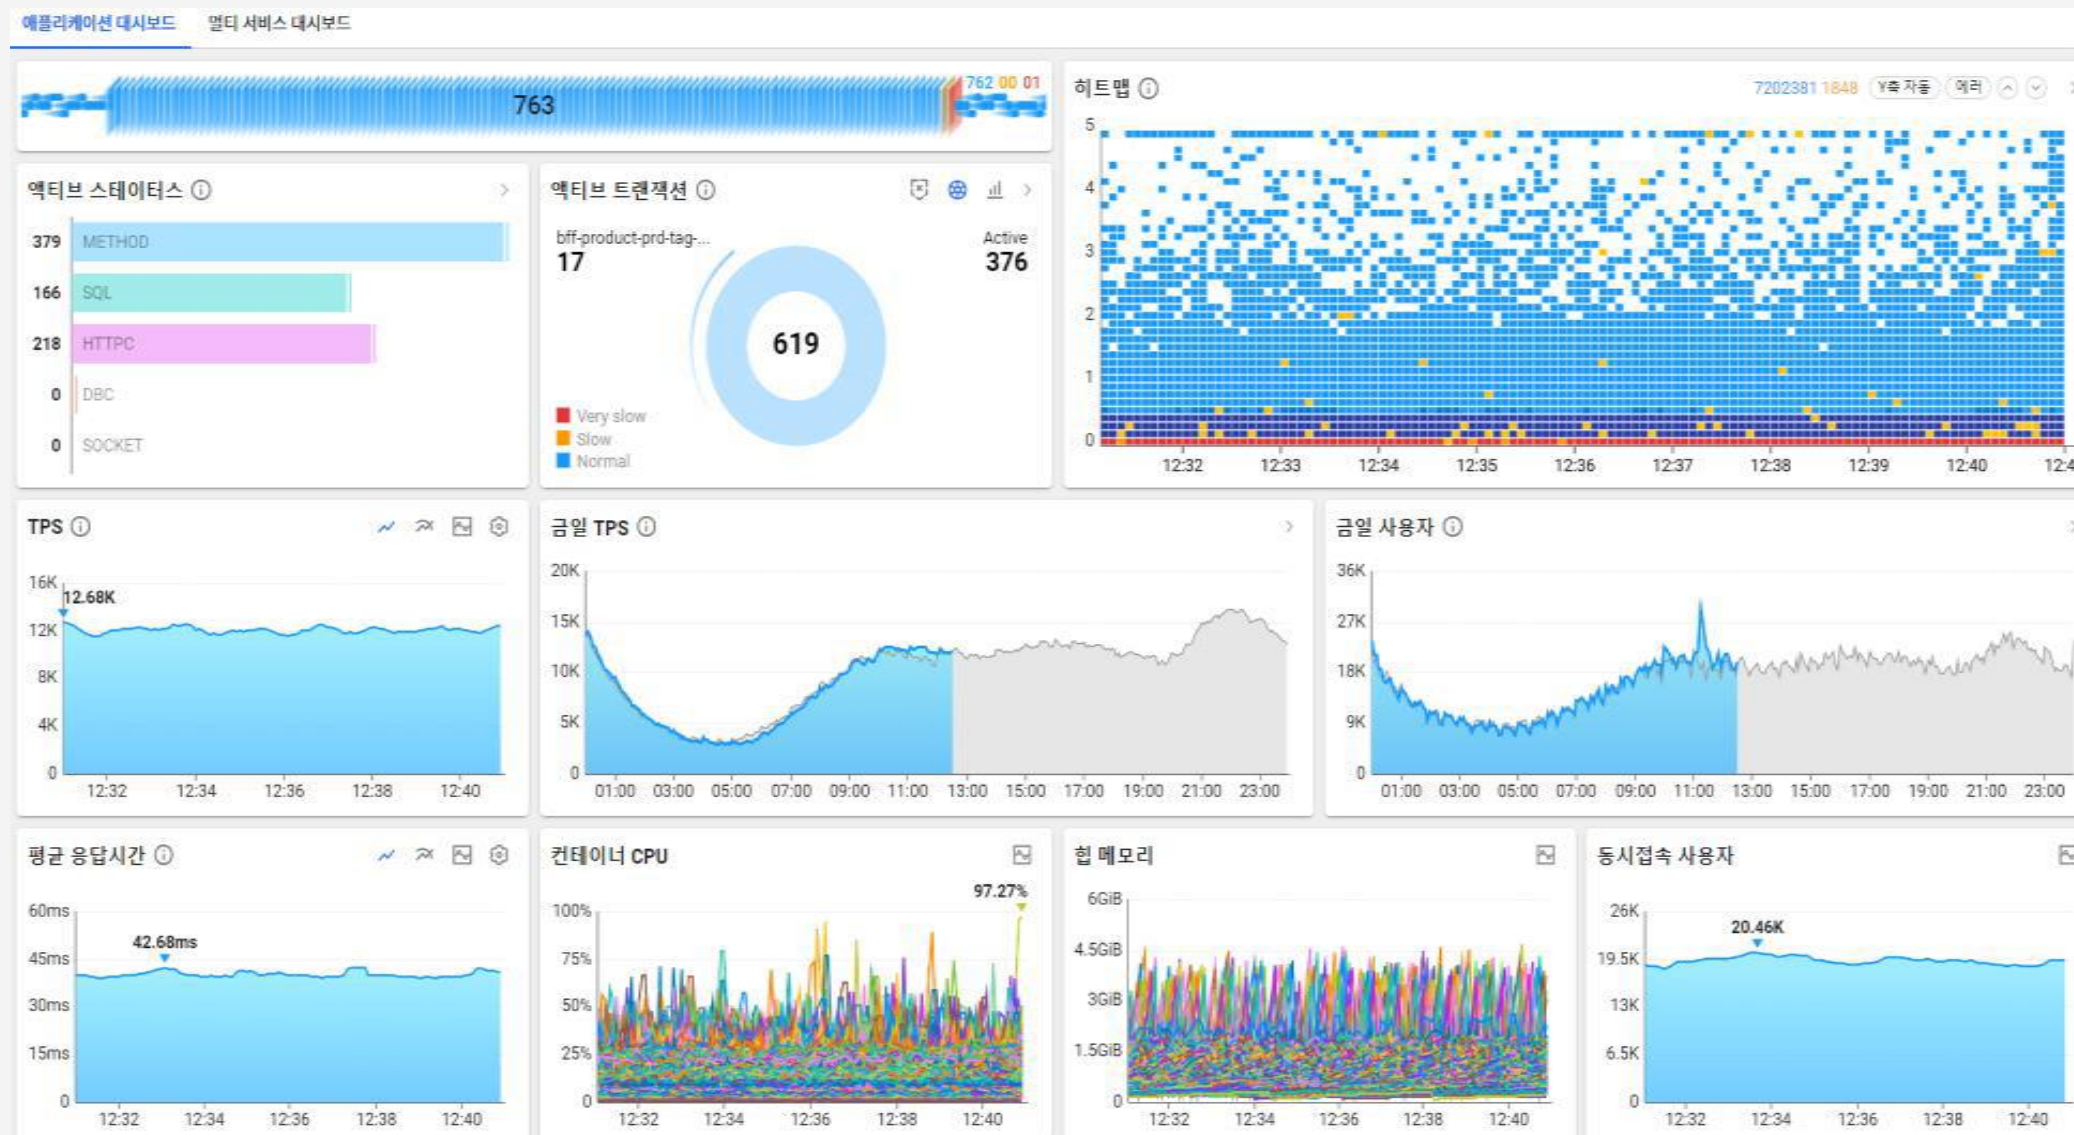 애플리케이션 대시보드 멀티 서비스 대시보드
763
762 00 01
액티브 스테이터스
379 METHOD
166 SQL
218 HTTPC
0 DBC
0 SOCKET
액티브 트랜잭션
bff-product-prd-tag-...
17
Active
376
619
Very slow
Slow
Normal
히트맵
7202381 1848 Y축 자동 에러
5
4
3
2
1
0
12:32 12:33 12:34 12:35 12:36 12:37 12:38 12:39 12:40 12:4
TPS
16K
12.68K
12K
8K
4K
0
12:32 12:34 12:36 12:38 12:40
금일 TPS
20K
15K
10K
5K
0
01:00 03:00 05:00 07:00 09:00 11:00 13:00 15:00 17:00 19:00 21:00 23:00
금일 사용자
36K
27K
18K
9K
0
01:00 03:00 05:00 07:00 09:00 11:00 13:00 15:00 17:00 19:00 21:00 23:00
평균 응답시간
60ms
42.68ms
45ms
30ms
15ms
0
12:32 12:34 12:36 12:38 12:40
컨테이너 CPU
97.27%
100%
75%
50%
25%
0
12:32 12:34 12:36 12:38 12:40
힙 메모리
6GiB
4.5GiB
3GiB
1.5GiB
0
12:32 12:34 12:36 12:38 12:40
동시접속 사용자
26K
20.46K
19.5K
13K
6.5K
0
12:32 12:34 12:36 12:38 12:40